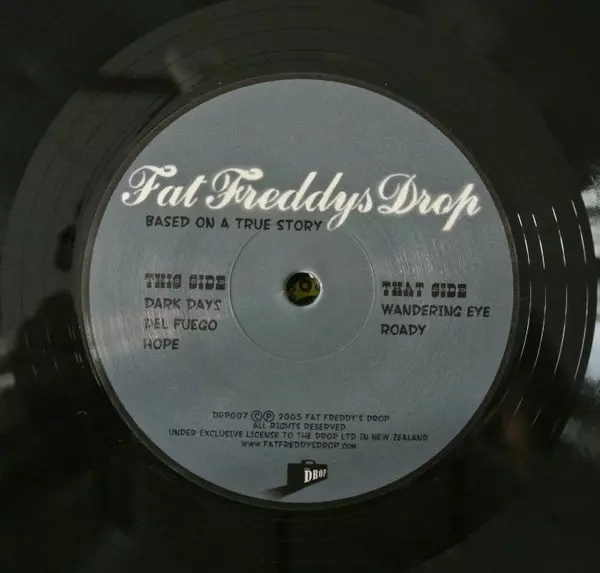 Fat Freddys Drop
BASED ON A TRUE STORY
THIS SIDE
DARK DAYS
DEL FUEGO
HOPE
THAT SIDE
WANDERING EYE
ROADY
DRP007 © ℗ 2005 FAT FREDDY'S DROP
ALL RIGHTS RESERVED
UNDER EXCLUSIVE LICENSE TO THE DROP LTD IN NEW ZEALAND
WWW.FATFREDDYSDROP.COM
THE
DROP